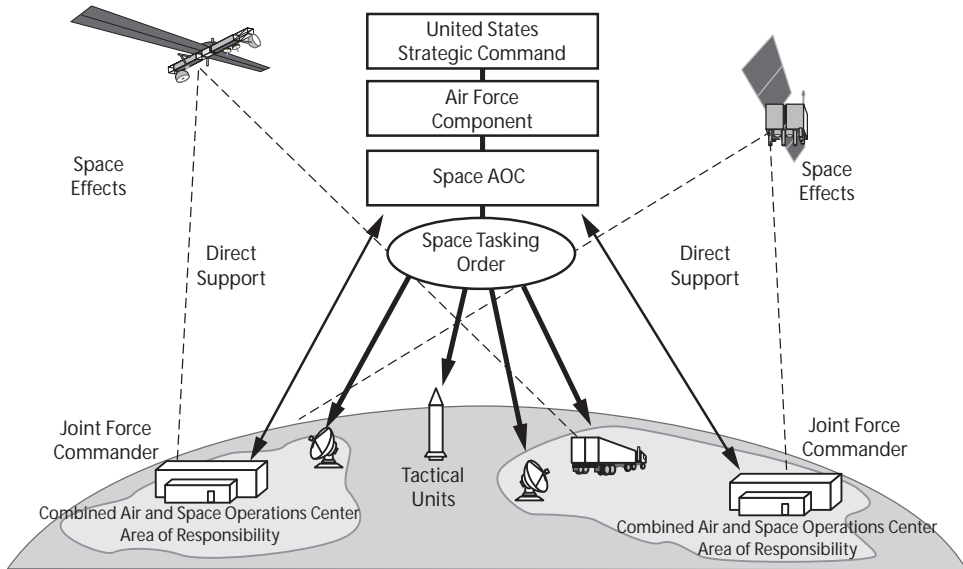 United States
Strategic Command
Air Force
Component
Space AOC
Space Tasking
Order
Space
Effects
Space
Effects
Direct
Support
Direct
Support
Joint Force
Commander
Joint Force
Commander
Tactical
Units
Combined Air and Space Operations Center
Area of Responsibility
Combined Air and Space Operations Center
Area of Responsibility